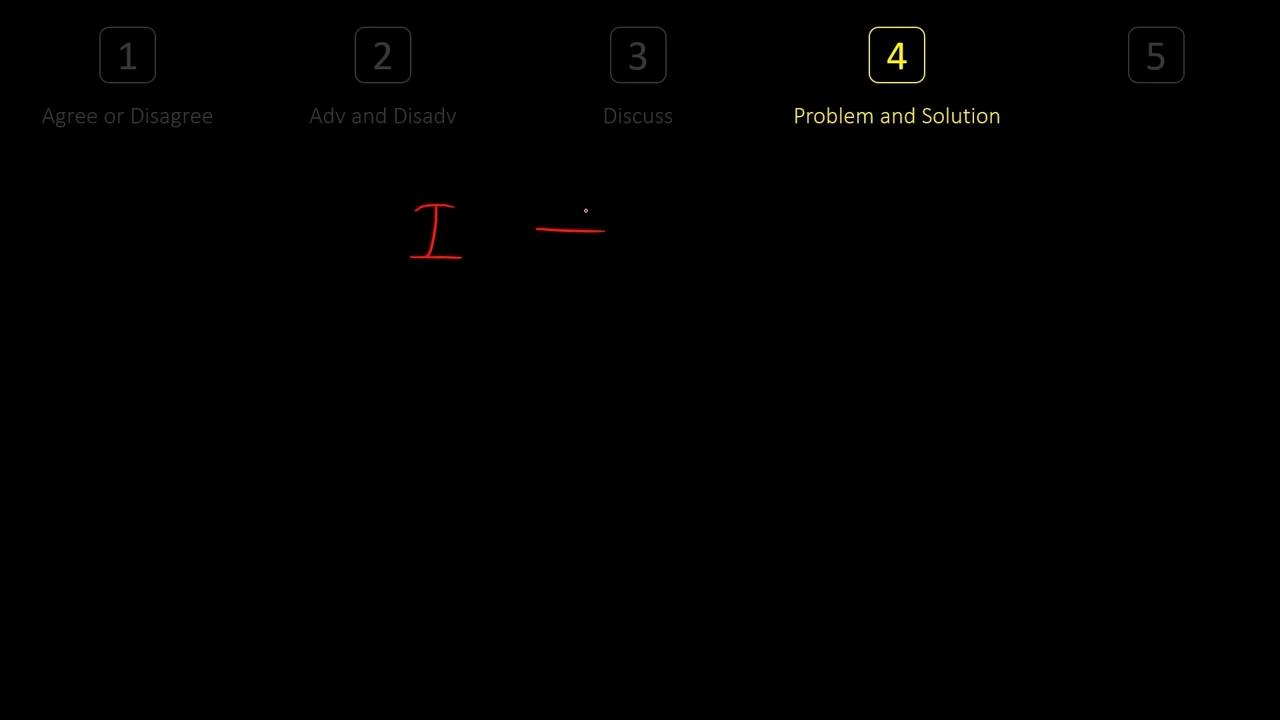 1 2 3 4 5
Agree or Disagree Adv and Disadv Discuss Problem and Solution
I —